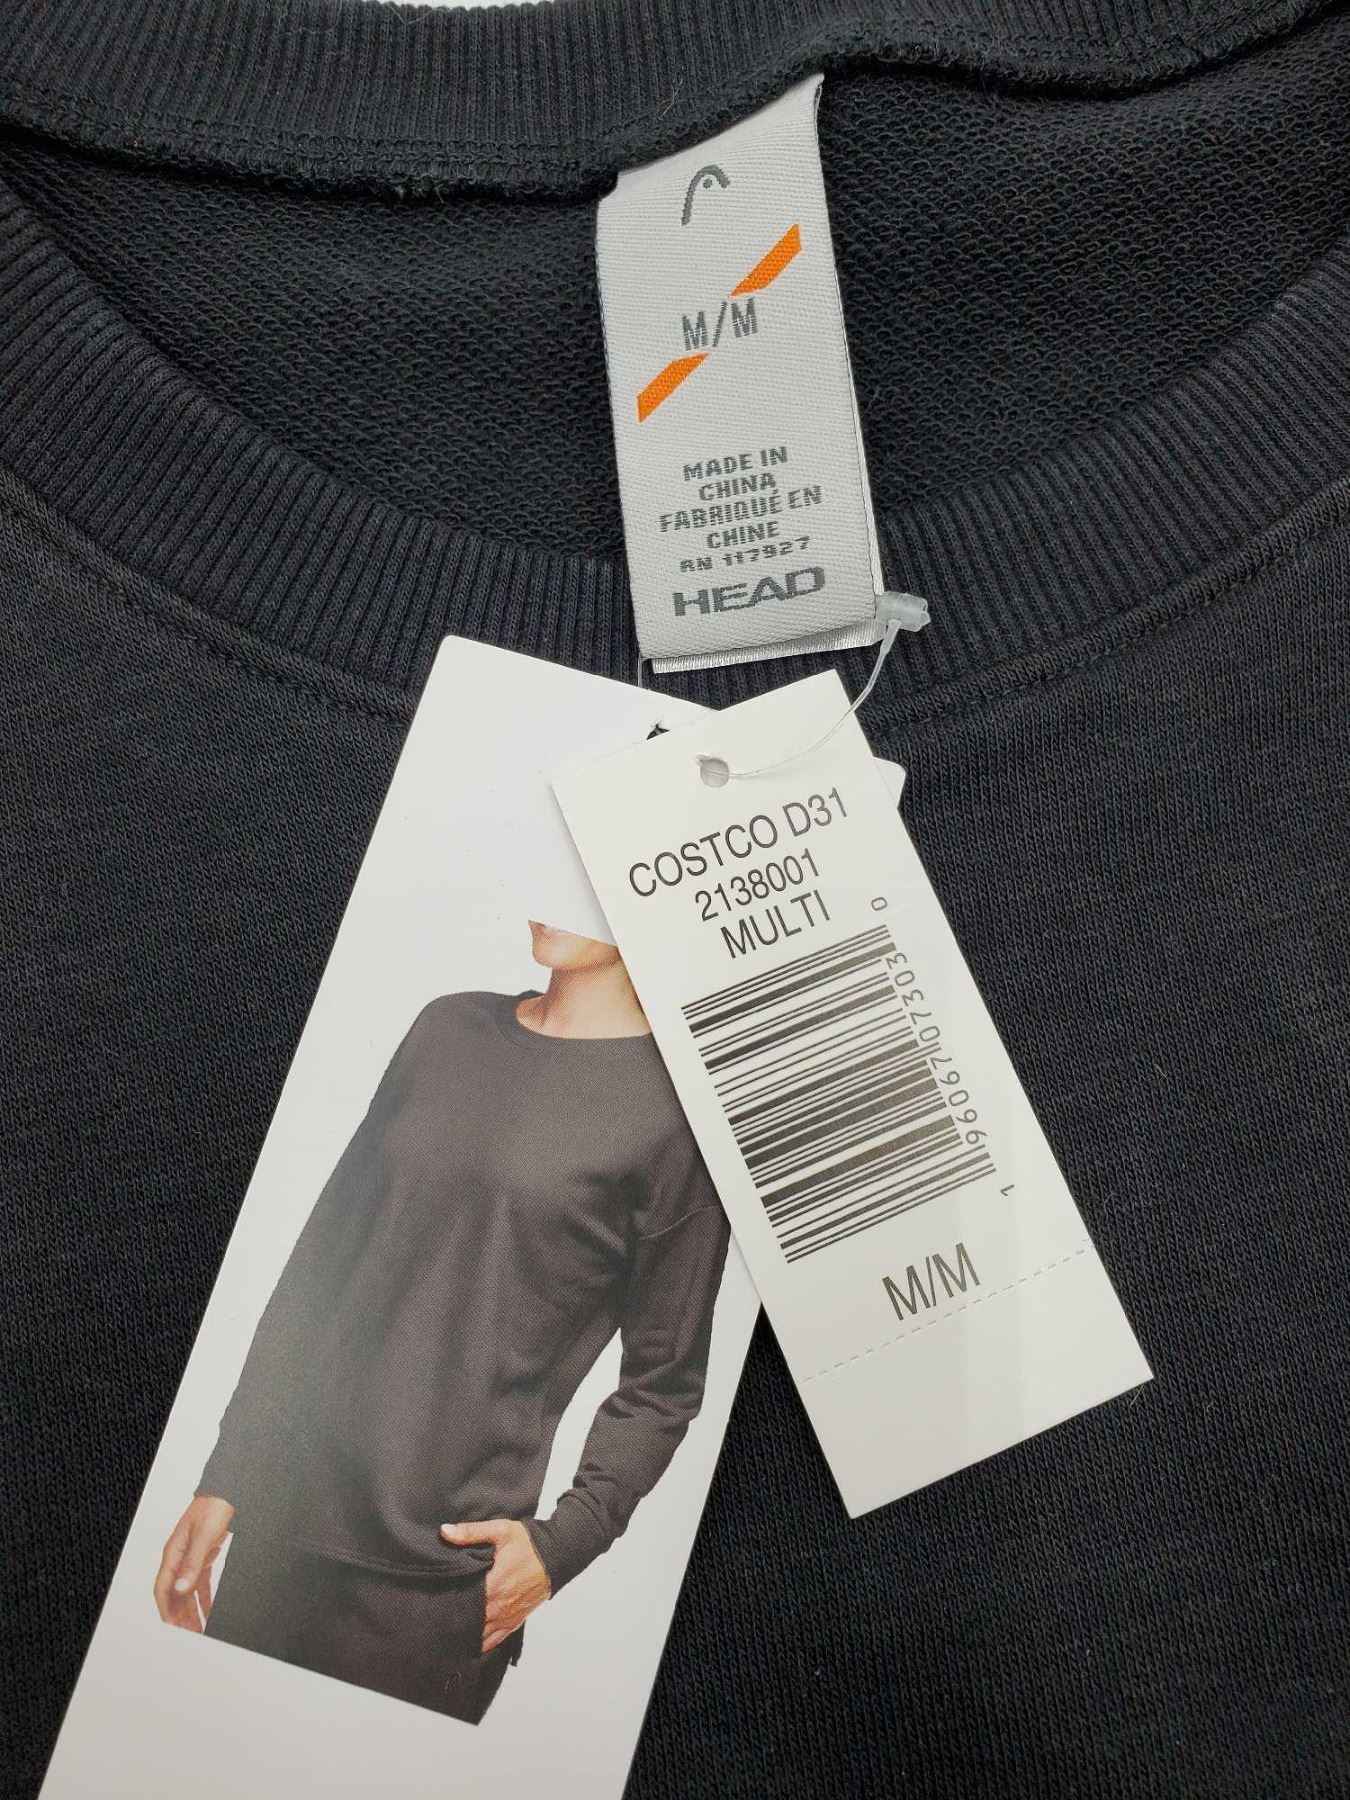 M/M
MADE IN
CHINA
FABRIQUÉ EN
CHINE
RN 117927
HEAD
COSTCO D31
2138001
MULTI
1 96067 07303 0
M/M